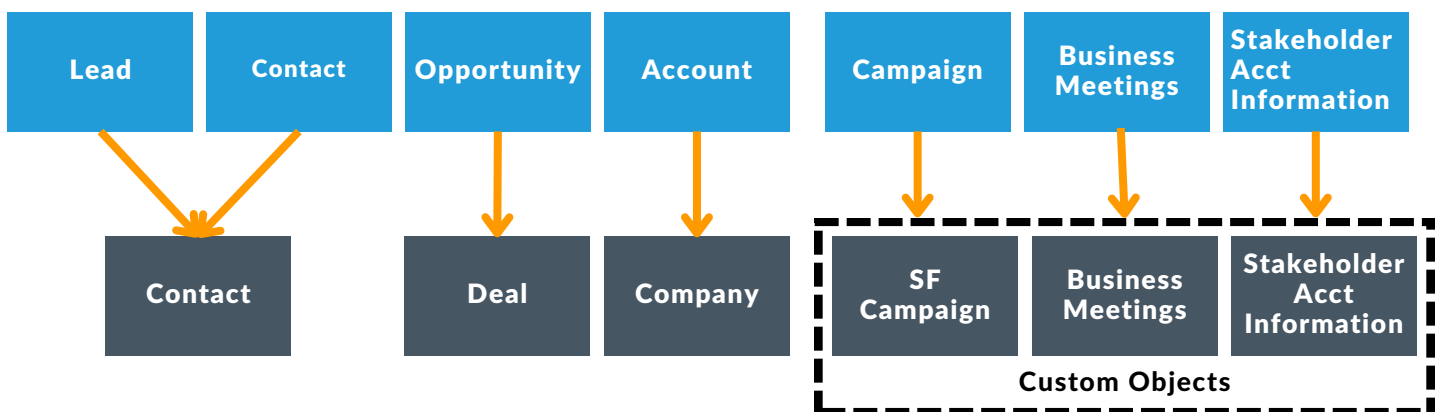 Lead
Contact
Opportunity
Account
Campaign
Business
Meetings
Stakeholder
Acct
Information
Contact
Deal
Company
SF
Campaign
Business
Meetings
Stakeholder
Acct
Information
Custom Objects